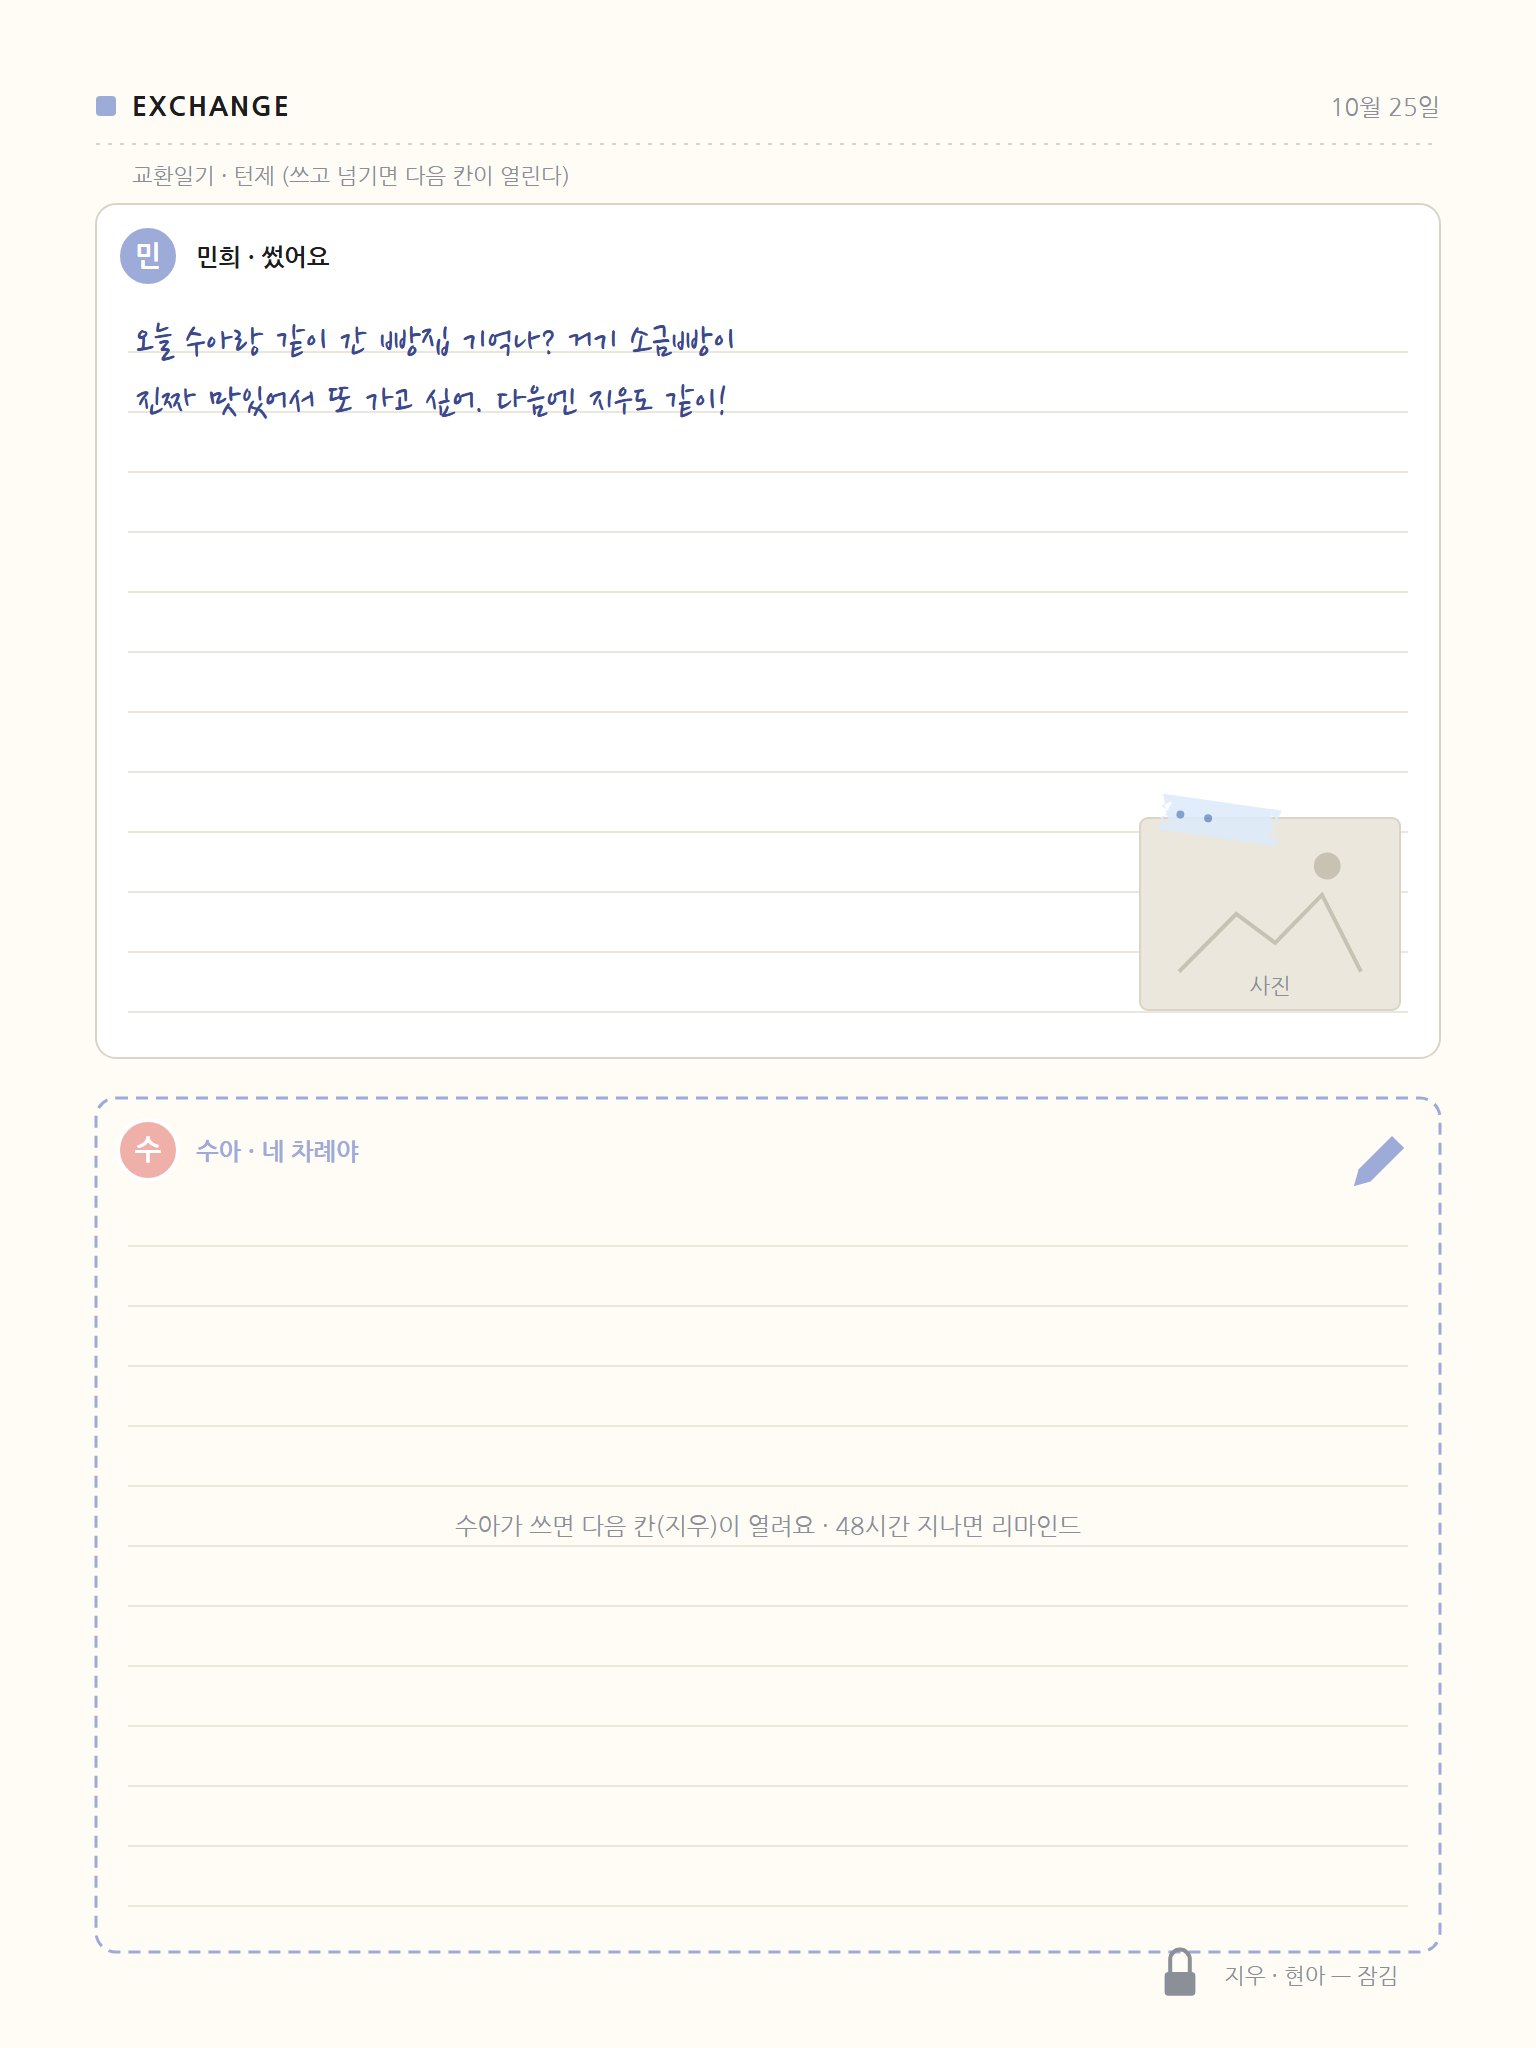 EXCHANGE
10월 25일
교환일기 · 턴제 (쓰고 넘기면 다음 칸이 열린다)
민
민희 · 썼어요
오늘 수아랑 같이 간 빵집 기억나? 거기 소금빵이
진짜 맛있어서 또 가고 싶어. 다음엔 지우도 같이!
사진
수
수아 · 네 차례야
수아가 쓰면 다음 칸(지우)이 열려요 · 48시간 지나면 리마인드
지우 · 현아 — 잠김